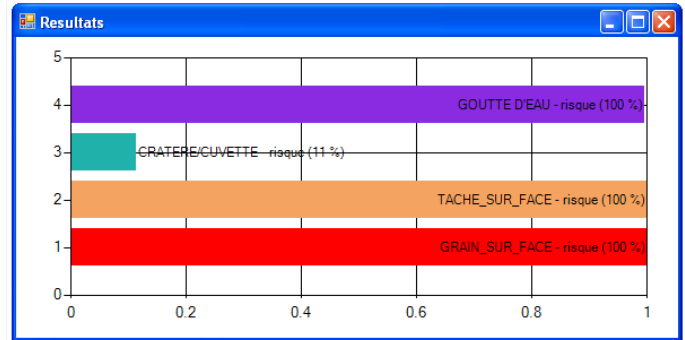 Resultats
5
4
GOUTTE D'EAU - risque (100 %)
3
CRATERE/CUVETTE - risque (11 %)
2
TACHE_SUR_FACE - risque (100 %)
1
GRAIN_SUR_FACE - risque (100 %)
0
0 0.2 0.4 0.6 0.8 1